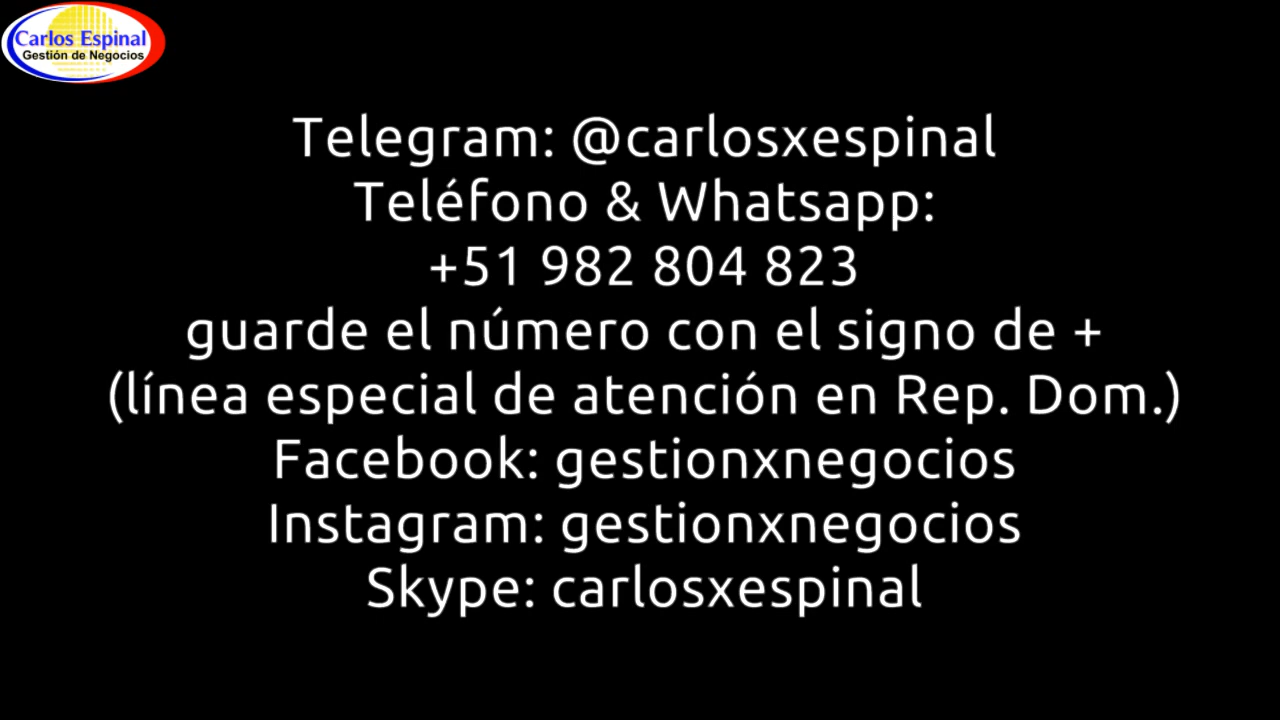 Carlos Espinal
Gestión de Negocios
Telegram: @carlosxespinal
Teléfono & Whatsapp:
+51 982 804 823
guarde el número con el signo de +
(línea especial de atención en Rep. Dom.)
Facebook: gestionxnegocios
Instagram: gestionxnegocios
Skype: carlosxespinal